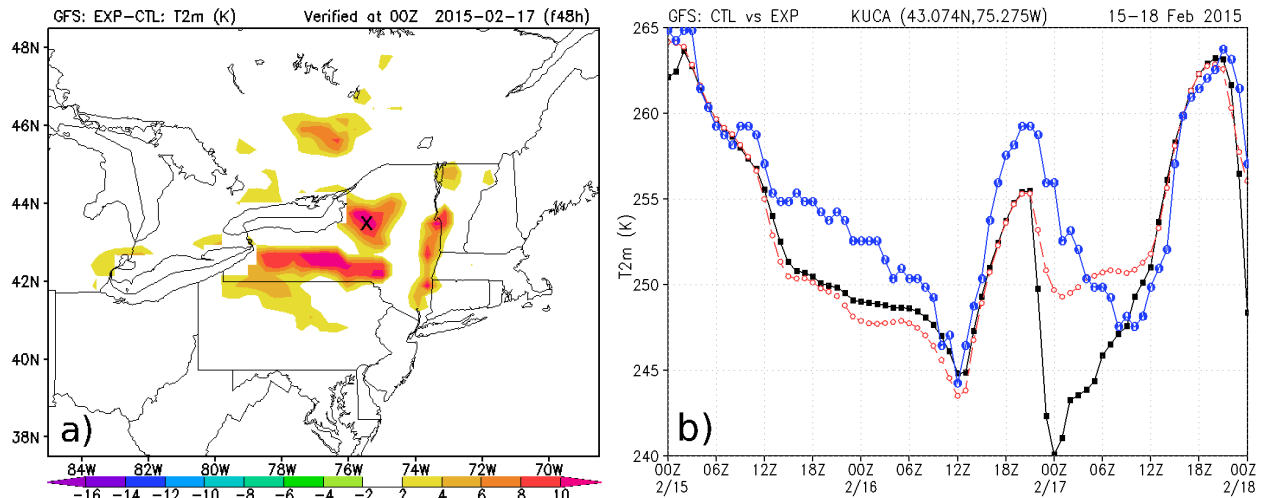 GFS: EXP-CTL: T2m (K) Verified at 00Z 2015-02-17 (f48h)
48N
46N
44N
42N
40N
38N
X
a)
84W 82W 80W 78W 76W 74W 72W 70W
-16 -14 -12 -10 -8 -6 -4 -2 2 4 6 8 10
GFS: CTL vs EXP KUCA (43.074N,75.275W) 15-18 Feb 2015
265
260
255
250
245
240
T2m (K)
b)
00Z 06Z 12Z 18Z 00Z 06Z 12Z 18Z 00Z 06Z 12Z 18Z 00Z
2/15 2/16 2/17 2/18